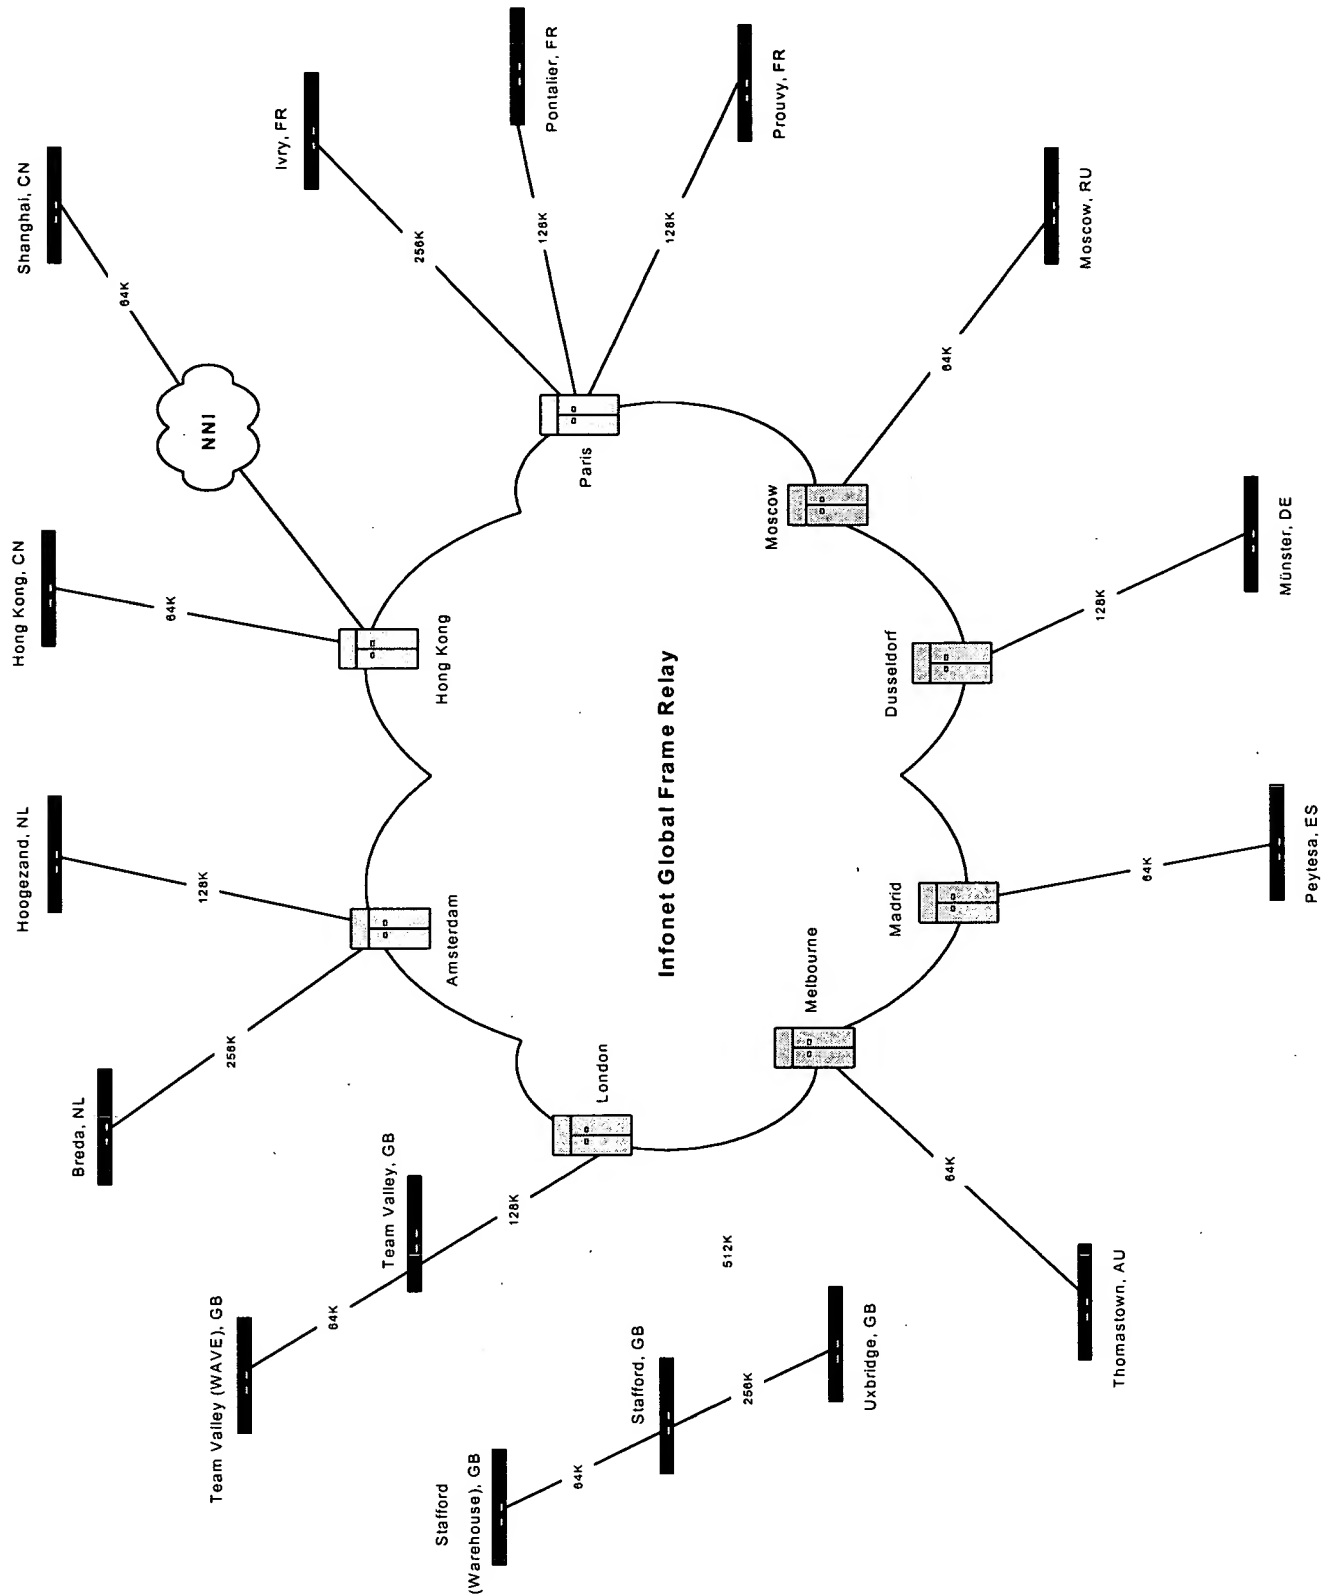 Hoogezand, NL
Hong Kong, CN
Shanghai, CN
Breda, NL
64K
64K
128K
NNI
Team Valley (WAVE), GB
256K
Ivry, FR
64K
Team Valley, GB
256K
Stafford
(Warehouse), GB
Amsterdam
Hong Kong
128K
128K
Pontalier, FR
64K
London
Paris
Stafford, GB
Infonet Global Frame Relay
128K
512K
256K
Prouvy, FR
Moscow
Melbourne
Uxbridge, GB
Madrid
Dusseldorf
64K
64K
Moscow, RU
128K
Thomastown, AU
64K
Münster, DE
Peytesa, ES